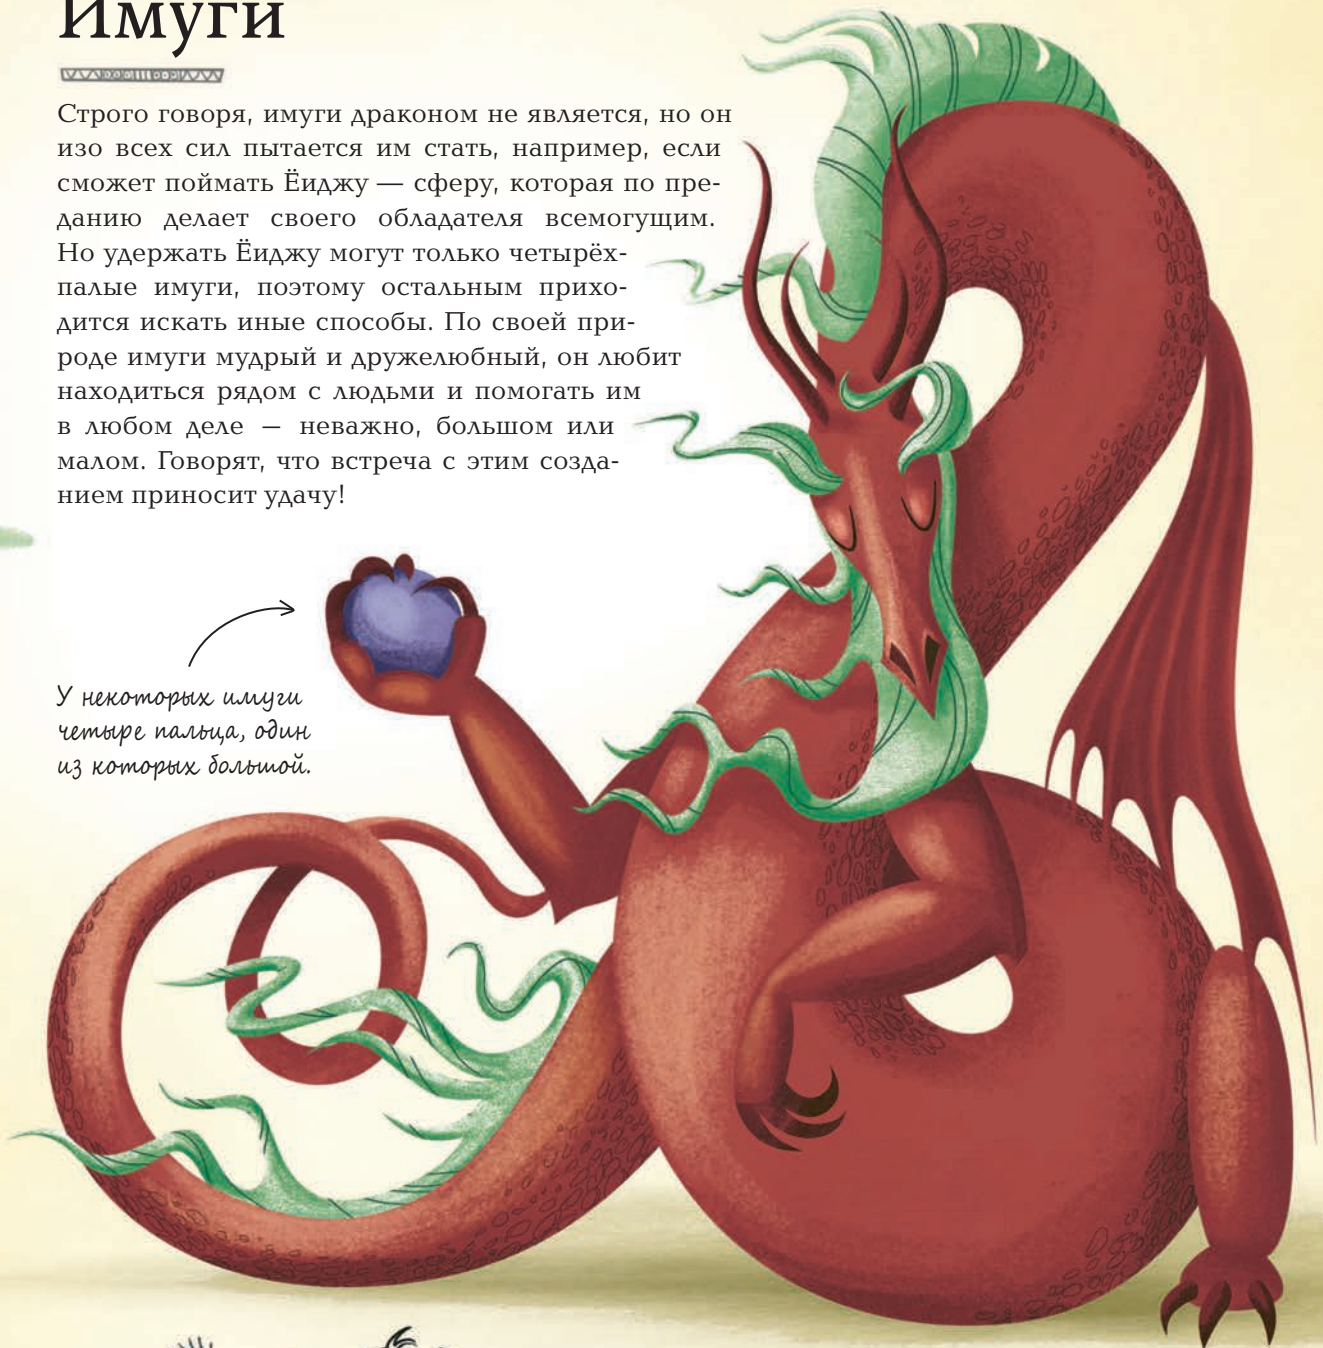 Имуги
Строго говоря, имуги драконом не является, но он
изо всех сил пытается им стать, например, если
сможет поймать Ёиджу — сферу, которая по пре-
данию делает своего обладателя всемогущим.
Но удержать Ёиджу могут только четырёх-
палые имуги, поэтому остальным прихо-
дится искать иные способы. По своей при-
роде имуги мудрый и дружелюбный, он любит
находиться рядом с людьми и помогать им
в любом деле — неважно, большом или
малом. Говорят, что встреча с этим созда-
нием приносит удачу!
У некоторых имуги
четыре пальца, один
из которых большой.